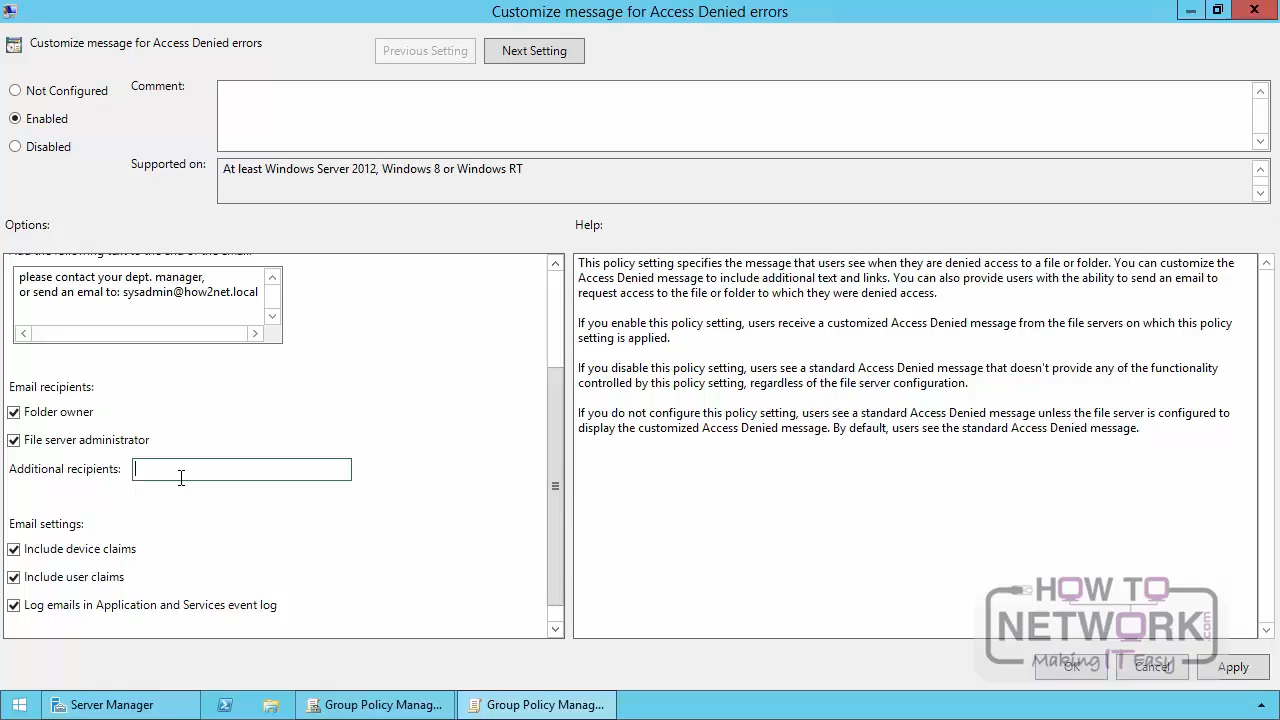 Customize message for Access Denied errors
Customize message for Access Denied errors
Previous Setting
Next Setting
Not Configured
Comment:
Enabled
Disabled
Supported on:
At least Windows Server 2012, Windows 8 or Windows RT
Options:
Help:
Add the following text to the end of the email:
please contact your dept. manager,
or send an emal to: sysadmin@how2net.local
Email recipients:
Folder owner
File server administrator
Additional recipients:
Email settings:
Include device claims
Include user claims
Log emails in Application and Services event log
This policy setting specifies the message that users see when they are denied access to a file or folder. You can customize the
Access Denied message to include additional text and links. You can also provide users with the ability to send an email to
request access to the file or folder to which they were denied access.
If you enable this policy setting, users receive a customized Access Denied message from the file servers on which this policy
setting is applied.
If you disable this policy setting, users see a standard Access Denied message that doesn't provide any of the functionality
controlled by this policy setting, regardless of the file server configuration.
If you do not configure this policy setting, users see a standard Access Denied message unless the file server is configured to
display the customized Access Denied message. By default, users see the standard Access Denied message.
HOW TO
NETWORK.com
Making IT Easy
OK
Cancel
Apply
Server Manager
Group Policy Manag...
Group Policy Manag...